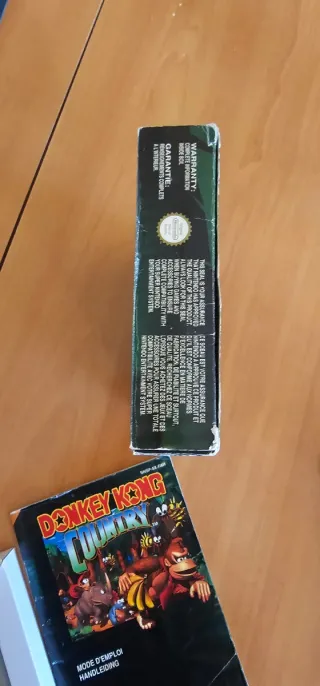 WARRANTY:
COMPLETE INFORMATION
INSIDE BOX.
GARANTIE:
RENSEIGNEMENTS COMPLETS
A L'INTERIEUR.
THIS SEAL IS YOUR ASSURANCE
THAT NINTENDO HAS APPROVED
THE QUALITY OF THIS PRODUCT.
ALWAYS LOOK FOR THIS SEAL
WHEN BUYING GAMES AND
ACCESSORIES TO ENSURE
COMPLETE COMPATIBILITY WITH
YOUR SUPER NINTENDO
ENTERTAINMENT SYSTEM.
CE SCEAU EST VOTRE ASSURANCE QUE
NINTENDO A APPROUVE CE PRODUIT ET
QU'IL EST CONFORME AUX NORMES
D'EXCELLENCE EN MATIERE DE
FABRICATION, DE FIABILITE ET SURTOUT,
DE QUALITE. RECHERCHEZ CE SCEAU
LORSQUE VOUS ACHETEZ DES JEUX ET DES
ACCESSOIRES POUR ASSURER UNE TOTALE
COMPATIBILITE AVEC VOTRE SUPER
NINTENDO ENTERTAINMENT SYSTEM.
DONKEY KONG
COUNTRY
MODE D'EMPLOI
HANDLEIDING